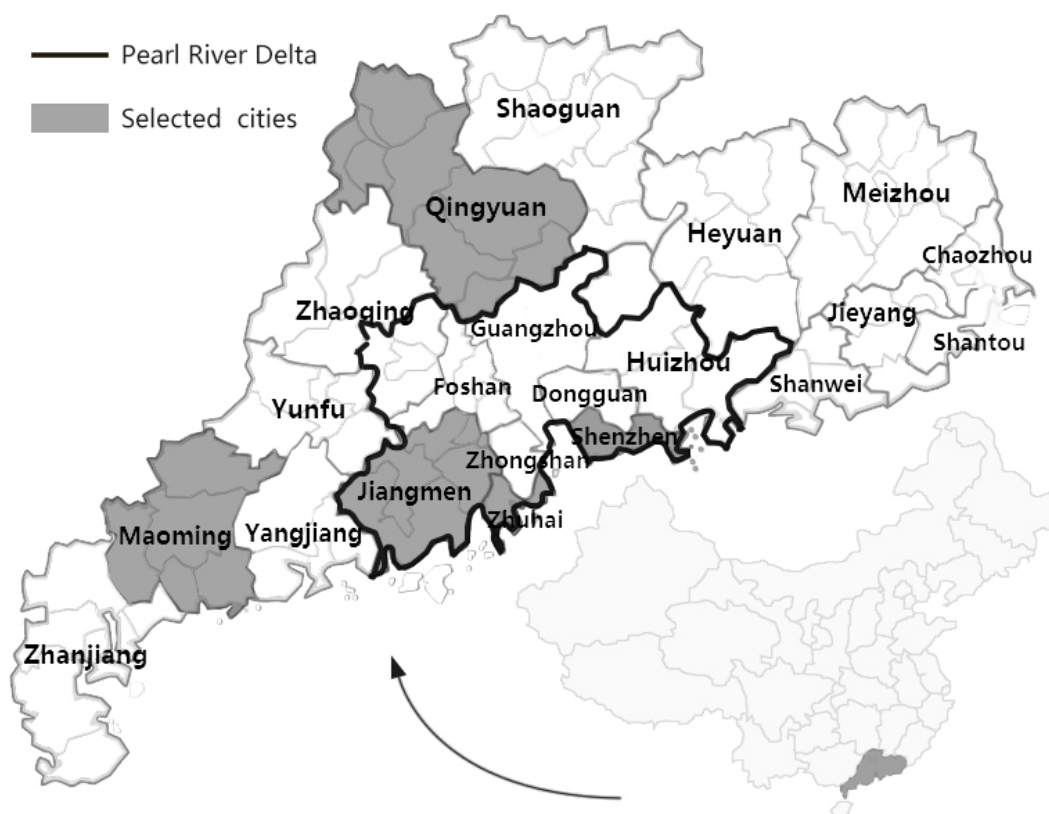 Pearl River Delta
Selected cities
Shaoguan
Qingyuan
Meizhou
Heyuan
Chaozhou
Zhaoqing
Guangzhou
Jieyang
Shantou
Huizhou
Foshan
Dongguan
Shanwei
Yunfu
Shenzhen
Zhongshan
Jiangmen
Zhuhai
Maoming
Yangjiang
Zhanjiang